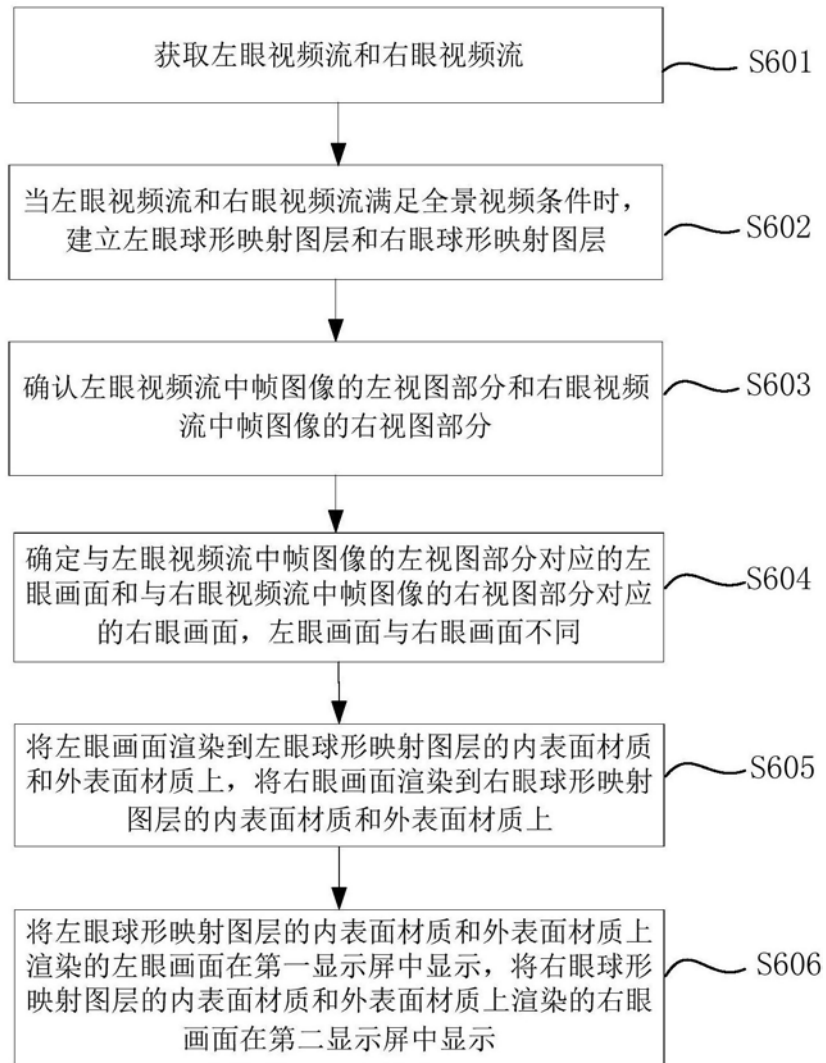 获取左眼视频流和右眼视频流
S601
当左眼视频流和右眼视频流满足全景视频条件时，
建立左眼球形映射图层和右眼球形映射图层
S602
确认左眼视频流中帧图像的左视图部分和右眼视频
流中帧图像的右视图部分
S603
确定与左眼视频流中帧图像的左视图部分对应的左
眼画面和与右眼视频流中帧图像的右视图部分对应
的右眼画面，左眼画面与右眼画面不同
S604
将左眼画面渲染到左眼球形映射图层的内表面材质
和外表面材质上，将右眼画面渲染到右眼球形映射
图层的内表面材质和外表面材质上
S605
将左眼球形映射图层的内表面材质和外表面材质上
渲染的左眼画面在第一显示屏中显示，将右眼球形
映射图层的内表面材质和外表面材质上渲染的右眼
画面在第二显示屏中显示
S606